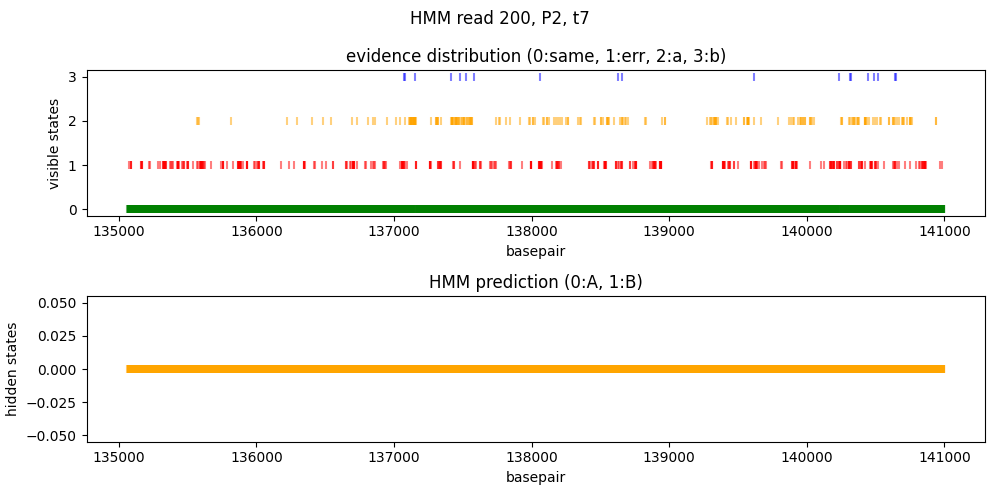 HMM read 200, P2, t7
evidence distribution (0:same, 1:err, 2:a, 3:b)
visible states
3
2
1
0
135000 136000 137000 138000 139000 140000 141000
basepair
HMM prediction (0:A, 1:B)
hidden states
0.050
0.025
0.000
−0.025
−0.050
135000 136000 137000 138000 139000 140000 141000
basepair